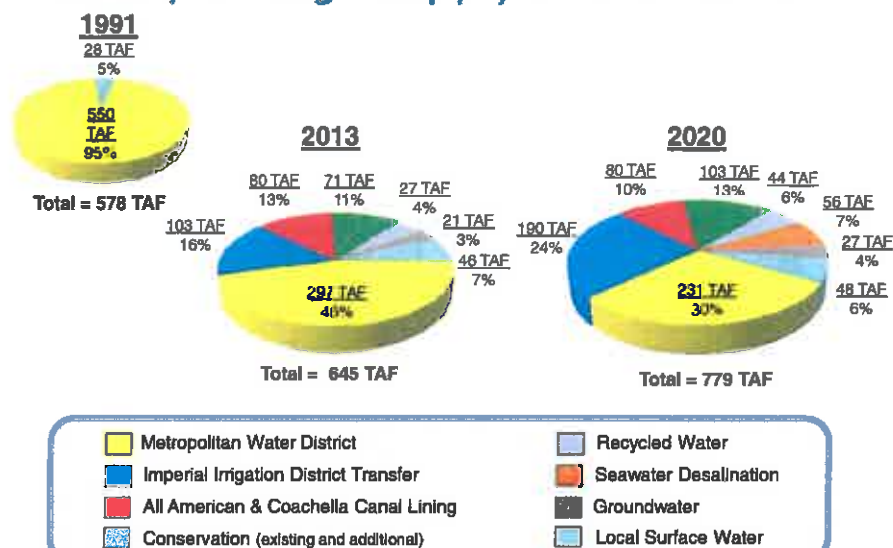 1991
28 TAF
5%
550
TAF
95%
Total = 578 TAF
2013
80 TAF
13%
71 TAF
11%
27 TAF
4%
21 TAF
3%
46 TAF
7%
103 TAF
16%
297 TAF
46%
Total = 645 TAF
2020
80 TAF
10%
103 TAF
13%
44 TAF
6%
56 TAF
7%
27 TAF
4%
48 TAF
6%
190 TAF
24%
231 TAF
30%
Total = 779 TAF
Metropolitan Water District
Imperial Irrigation District Transfer
All American & Coachella Canal Lining
Conservation (existing and additional)
Recycled Water
Seawater Desalination
Groundwater
Local Surface Water